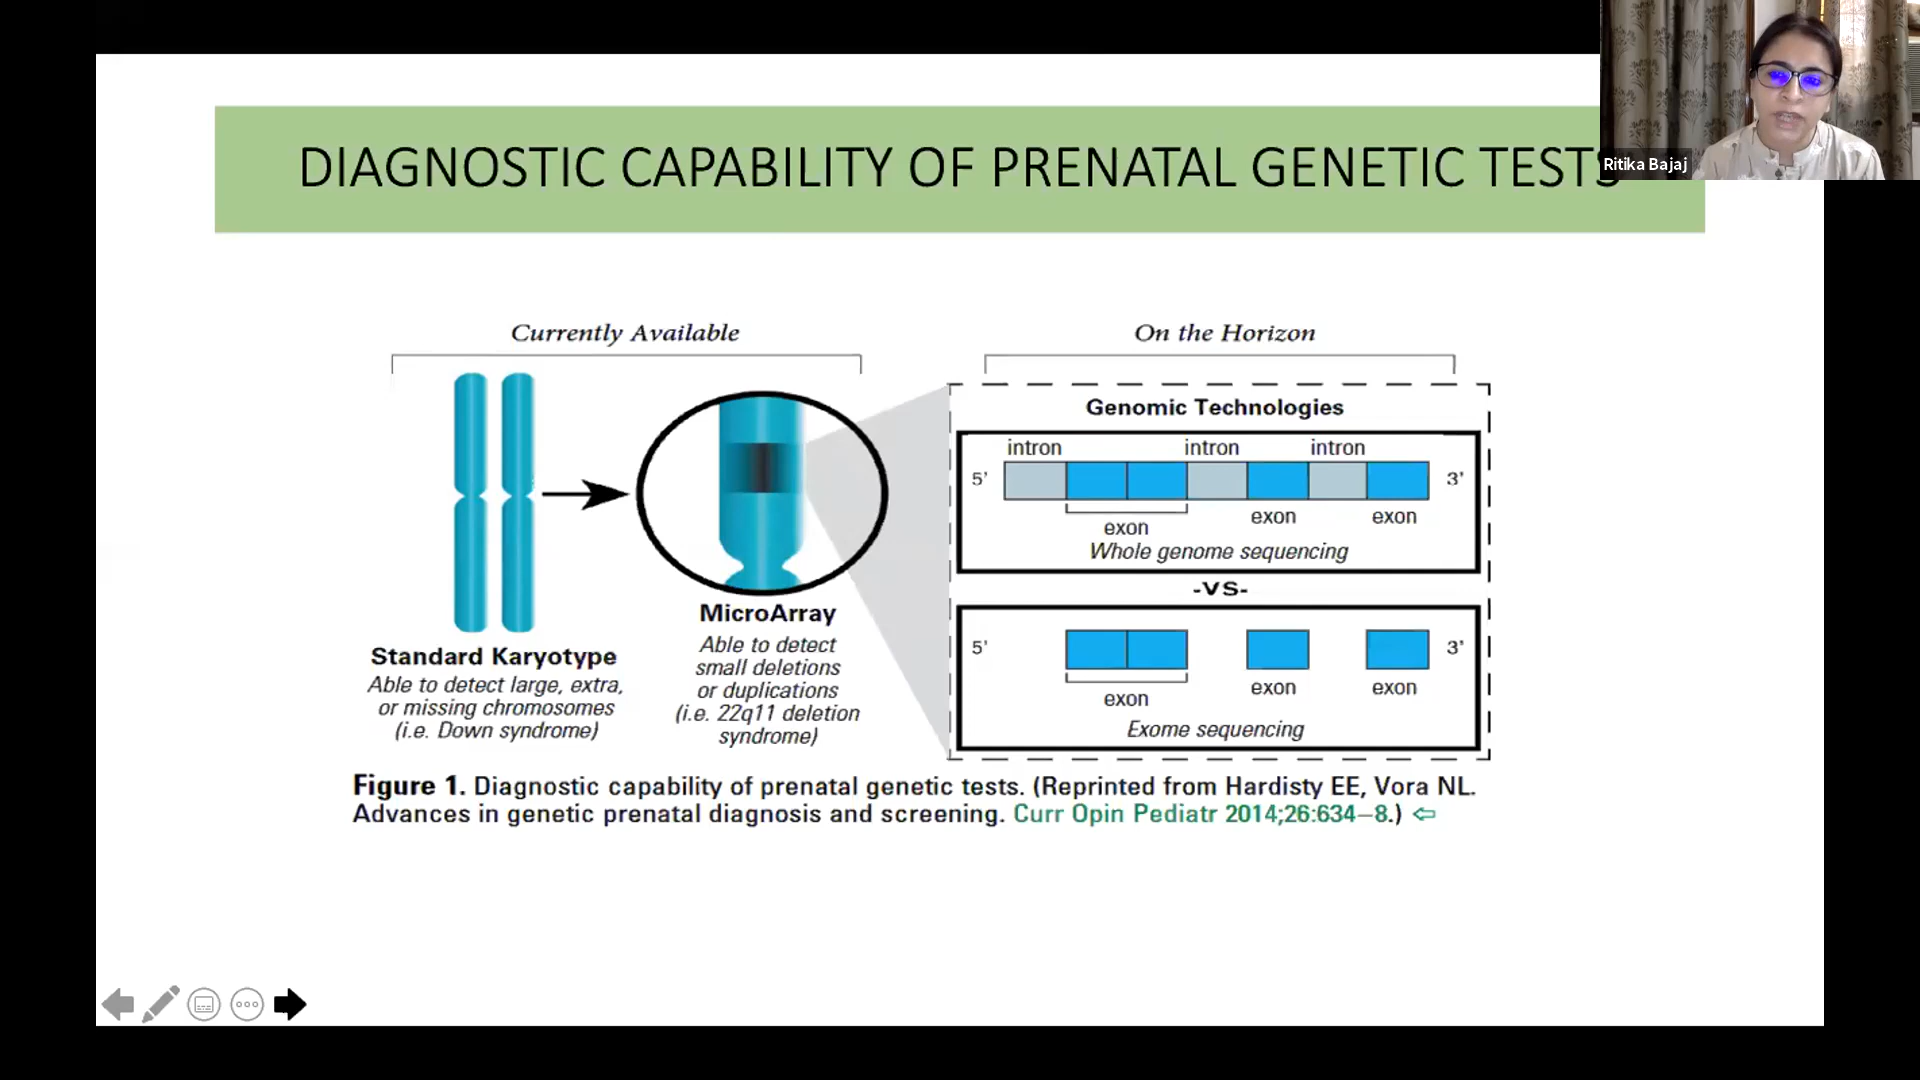 DIAGNOSTIC CAPABILITY OF PRENATAL GENETIC TESTS
Ritika Bajaj
Currently Available
Standard Karyotype
Able to detect large, extra,
or missing chromosomes
(i.e. Down syndrome)
MicroArray
Able to detect
small deletions
or duplications
(i.e. 22q11 deletion
syndrome)
On the Horizon
Genomic Technologies
intron intron intron
5' 3'
exon exon exon
Whole genome sequencing
-VS-
5' 3'
exon exon exon
Exome sequencing
Figure 1. Diagnostic capability of prenatal genetic tests. (Reprinted from Hardisty EE, Vora NL.
Advances in genetic prenatal diagnosis and screening. Curr Opin Pediatr 2014;26:634–8.) ⇦